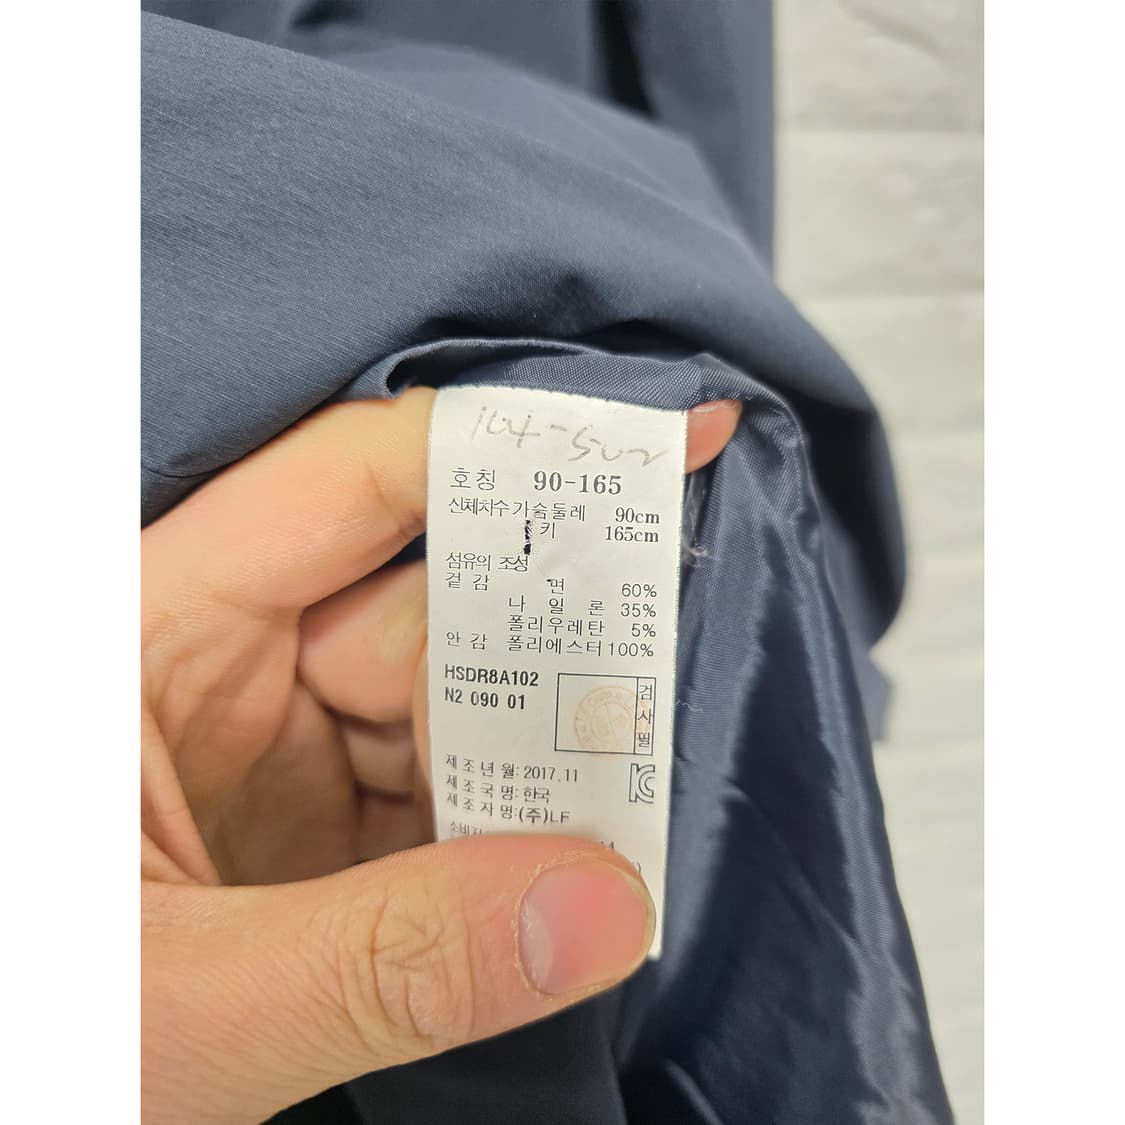 104-502
호칭 90-165
신체치수 가슴둘레 90cm
키 165cm
섬유의 조성
겉감 면 60%
나일론 35%
폴리우레탄 5%
안감 폴리에스터 100%
HSDR8A102
N2 090 01
검사필
제조년월: 2017.11
제조국명: 한국
제조자명: (주)LF